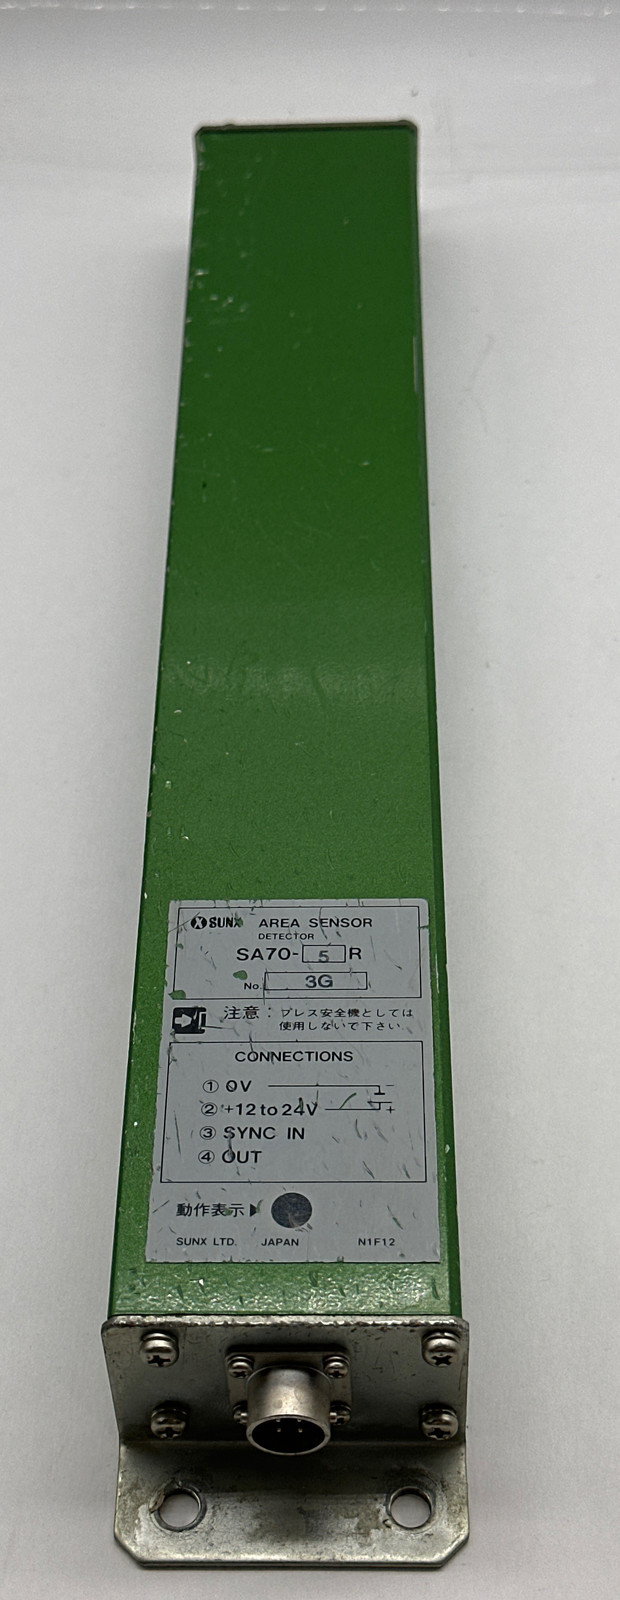 SUNX AREA SENSOR
DETECTOR
SA70-5R
No. 3G
注意: プレス安全機としては
使用しないで下さい.
CONNECTIONS
① 0V −
② +12 to 24V +
③ SYNC IN
④ OUT
動作表示▶
SUNX LTD. JAPAN N1F12